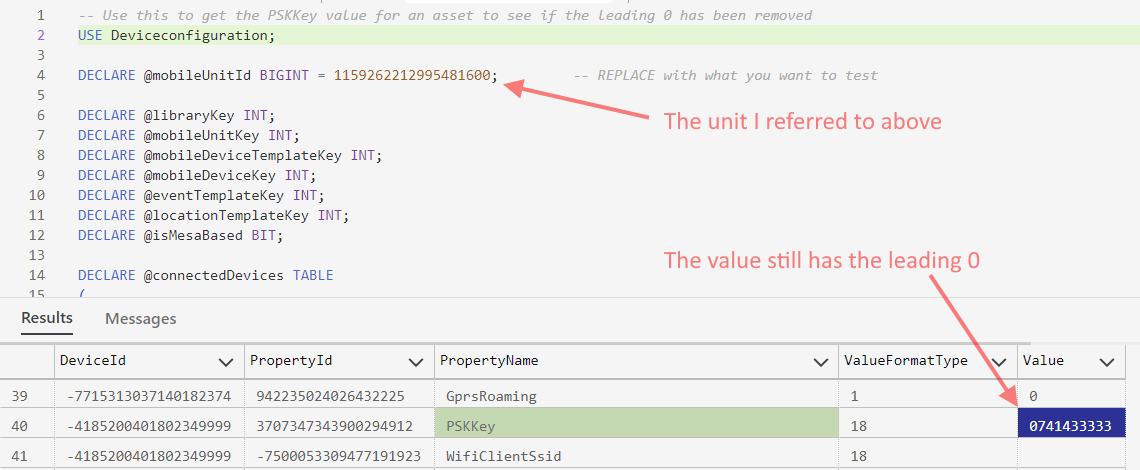 1 -- Use this to get the PSKKey value for an asset to see if the leading 0 has been removed
2 USE Deviceconfiguration;
3
4 DECLARE @mobileUnitId BIGINT = 1159262212995481600; -- REPLACE with what you want to test
5
6 DECLARE @libraryKey INT;
The unit I referred to above
7 DECLARE @mobileUnitKey INT;
8 DECLARE @mobileDeviceTemplateKey INT;
9 DECLARE @mobileDeviceKey INT;
10 DECLARE @eventTemplateKey INT;
11 DECLARE @locationTemplateKey INT;
12 DECLARE @isMesaBased BIT;
13
The value still has the leading 0
14 DECLARE @connectedDevices TABLE
15 (
Results Messages
DeviceId PropertyId PropertyName ValueFormatType Value
39 -7715313037140182374 942235024026432225 GprsRoaming 1 0
40 -4185200401802349999 3707347343900294912 PSKKey 18 0741433333
41 -4185200401802349999 -7500053309477191923 WifiClientSsid 18